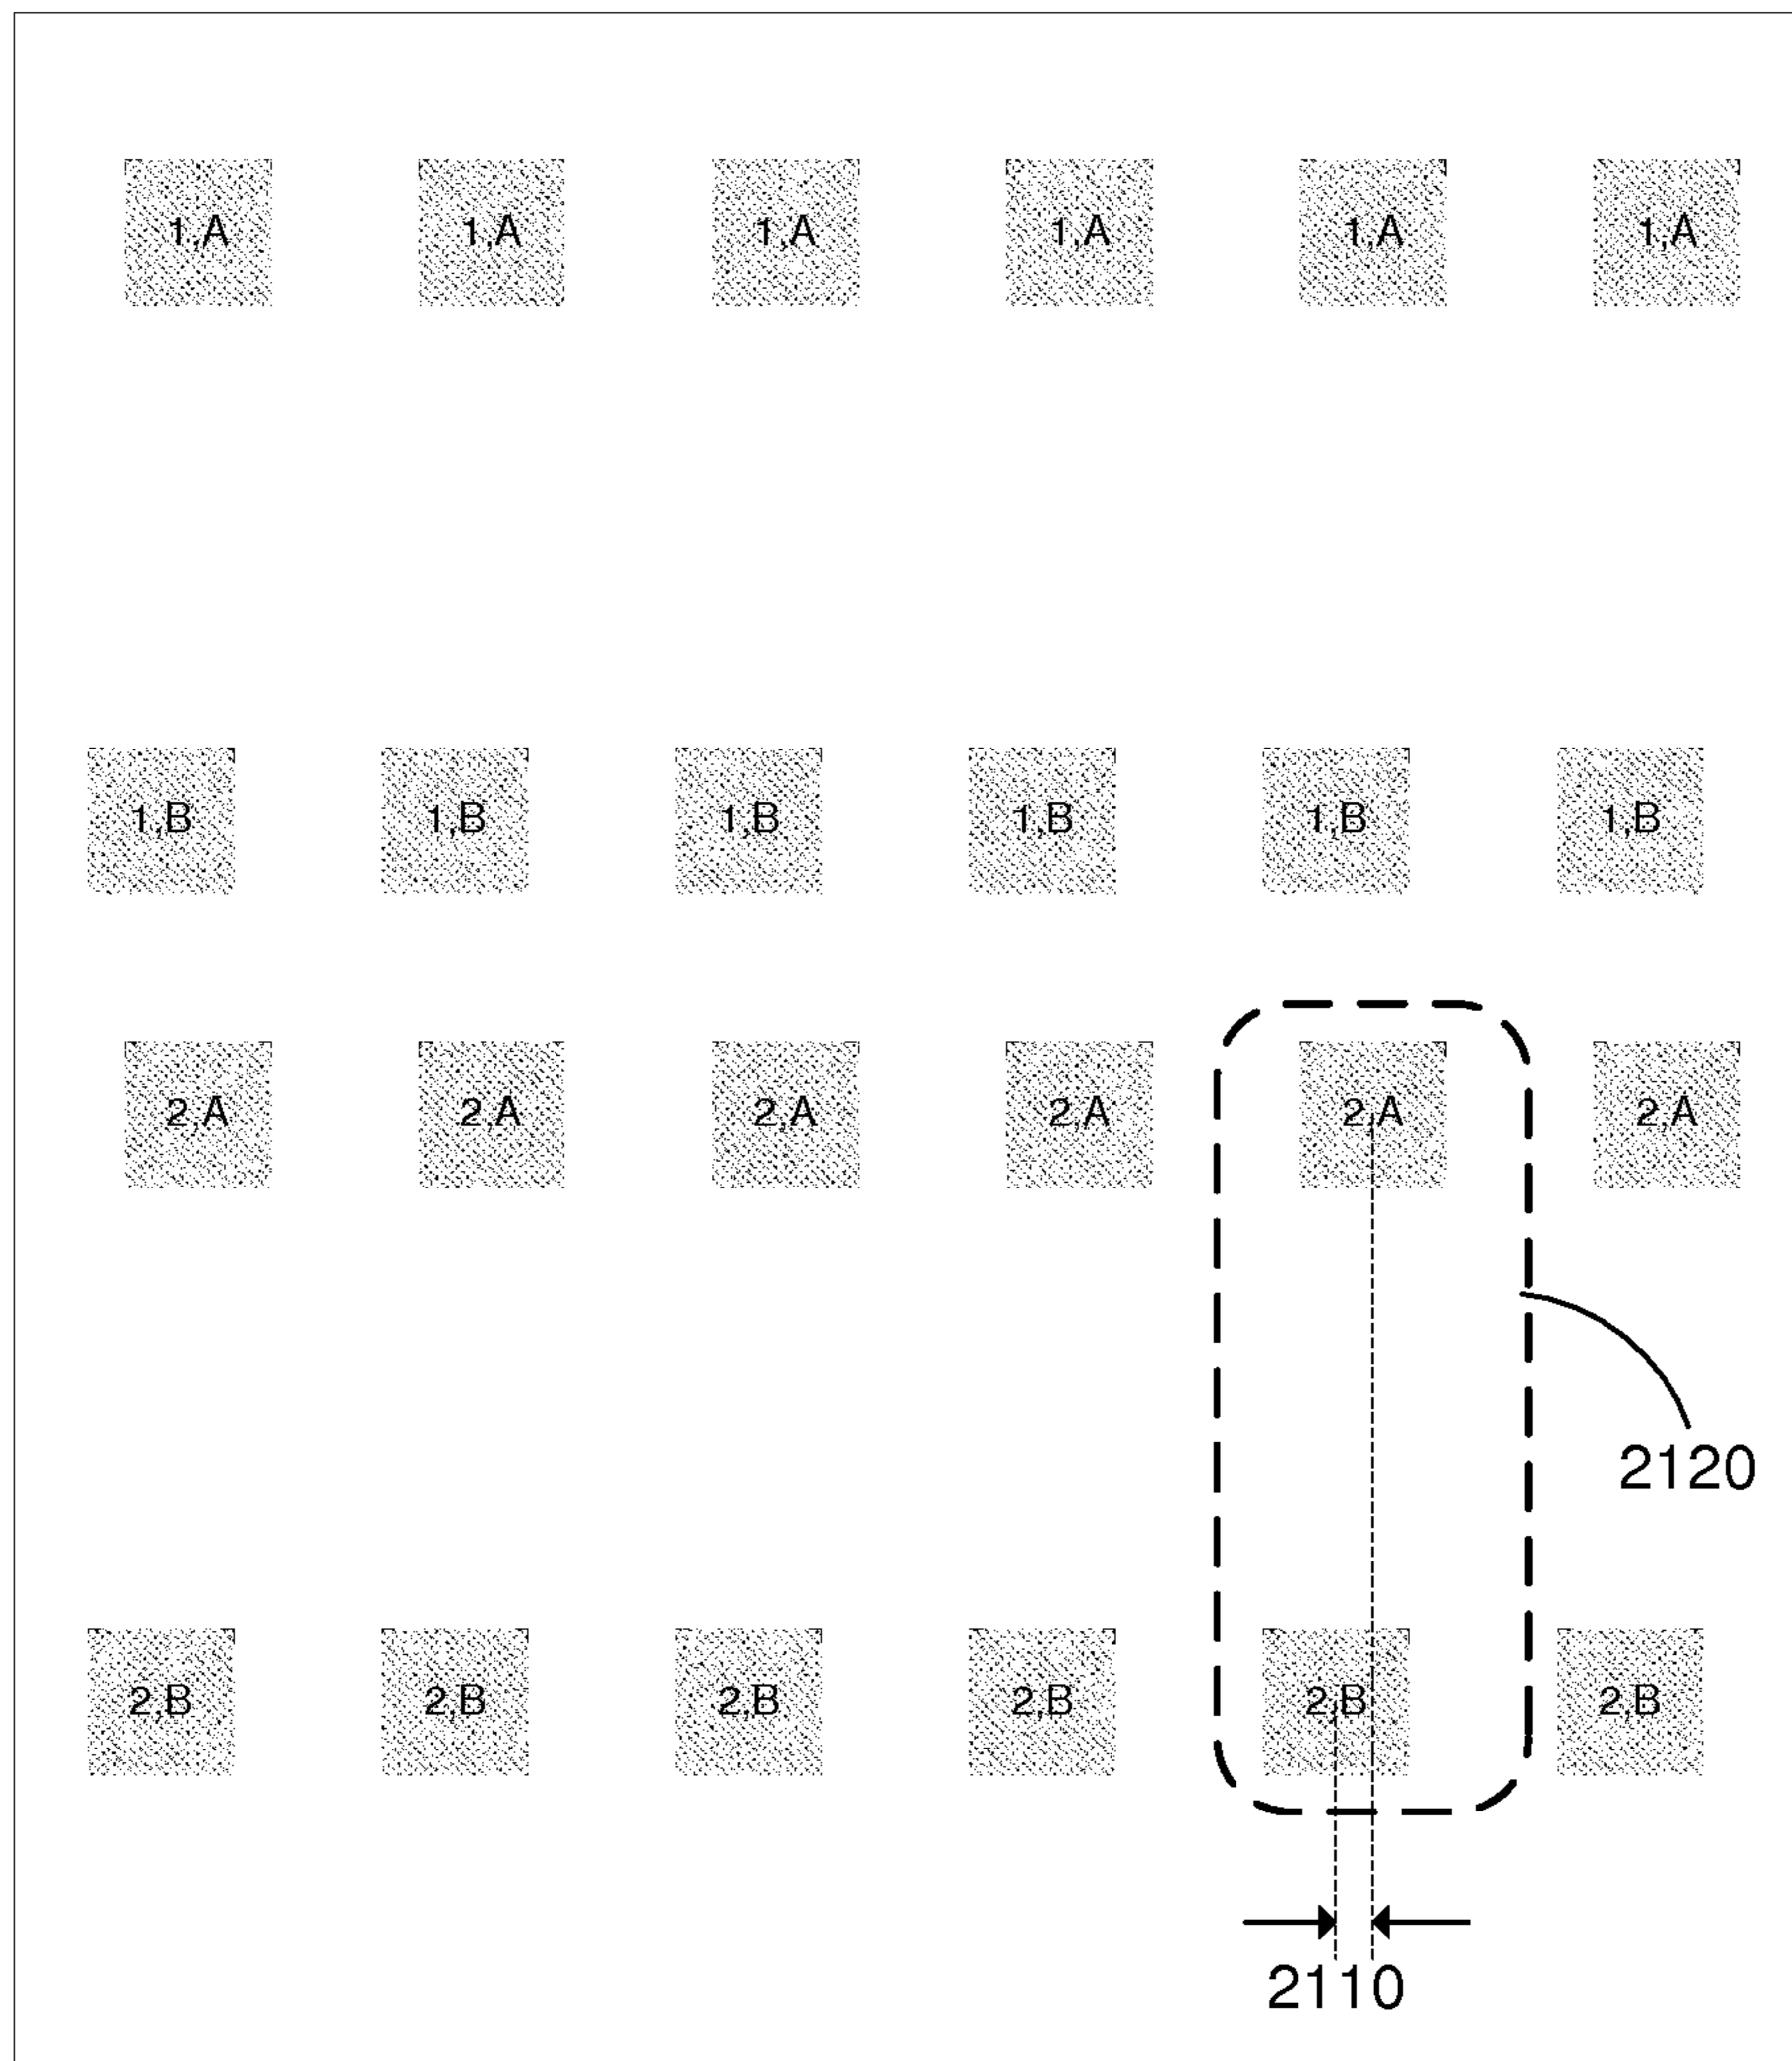 1,A 1,A 1,A 1,A 1,A 1,A
1,B 1,B 1,B 1,B 1,B 1,B
2,A 2,A 2,A 2,A 2,A 2,A
2120
2,B 2,B 2,B 2,B 2,B 2,B
2110